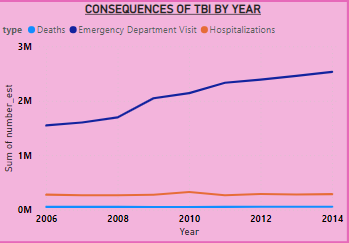 CONSEQUENCES OF TBI BY YEAR
type Deaths Emergency Department Visit Hospitalizations
3M
2M
1M
0M
Sum of number_est
2006 2008 2010 2012 2014
Year